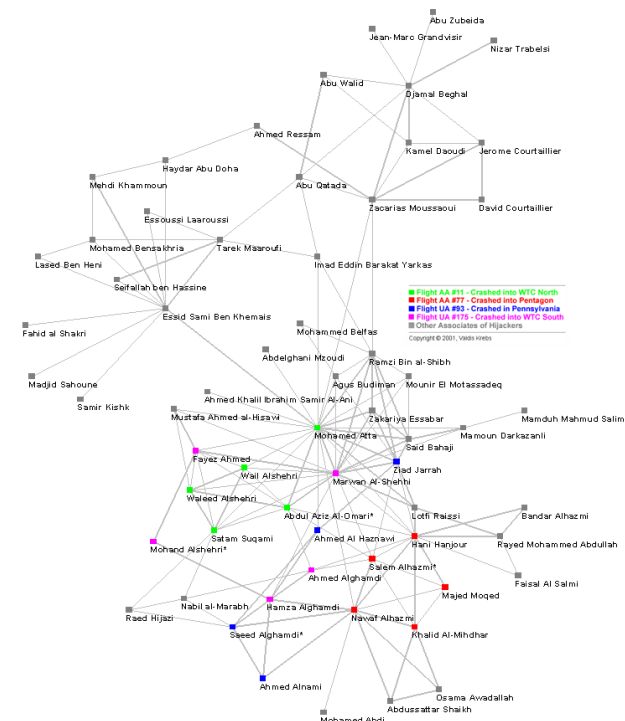 Abu Zubeida
Jean-Marc Grandvisir
Nizar Trabelsi
Abu Walid
Djamal Beghal
Ahmed Ressam
Kamel Daoudi
Jerome Courtaillier
Haydar Abu Doha
Mehdi Khammoun
Abu Qatada
Zacarias Moussaoui
David Courtaillier
Essoussi Laaroussi
Mohamed Bensakhria
Tarek Maaroufi
Lased Ben Heni
Imad Eddin Barakat Yarkas
Seifallah ben Hassine
Flight AA #11 - Crashed into WTC North
Flight AA #77 - Crashed into Pentagon
Flight UA #93 - Crashed in Pennsylvania
Flight UA #175 - Crashed into WTC South
Other Associates of Hijackers
Copyright © 2001, Valdis Krebs
Essid Sami Ben Khemais
Fahid al Shakri
Mohammed Belfas
Abdelghani Mzoudi
Ramzi Bin al-Shibh
Madjid Sahoune
Agus Budiman
Mounir El Motassadeq
Samir Kishk
Ahmed Khalil Ibrahim Samir Al-Ani
Mustafa Ahmed al-Hisawi
Zakariya Essabar
Mamduh Mahmud Salim
Mohamed Atta
Mamoun Darkazanli
Said Bahaji
Fayez Ahmed
Wail Alshehri
Marwan Al-Shehhi
Ziad Jarrah
Waleed Alshehri
Abdul Aziz Al-Omari*
Lotfi Raissi
Bandar Alhazmi
Satam Suqami
Ahmed Al Haznawi
Hani Hanjour
Rayed Mohammed Abdullah
Mohand Alshehri*
Salem Alhazmi*
Ahmed Alghamdi
Faisal Al Salmi
Majed Moqed
Nabil al-Marabh
Hamza Alghamdi
Raed Hijazi
Nawaf Alhazmi
Saeed Alghamdi*
Khalid Al-Mihdhar
Ahmed Alnami
Osama Awadallah
Abdussattar Shaikh
Mohamed Abdi